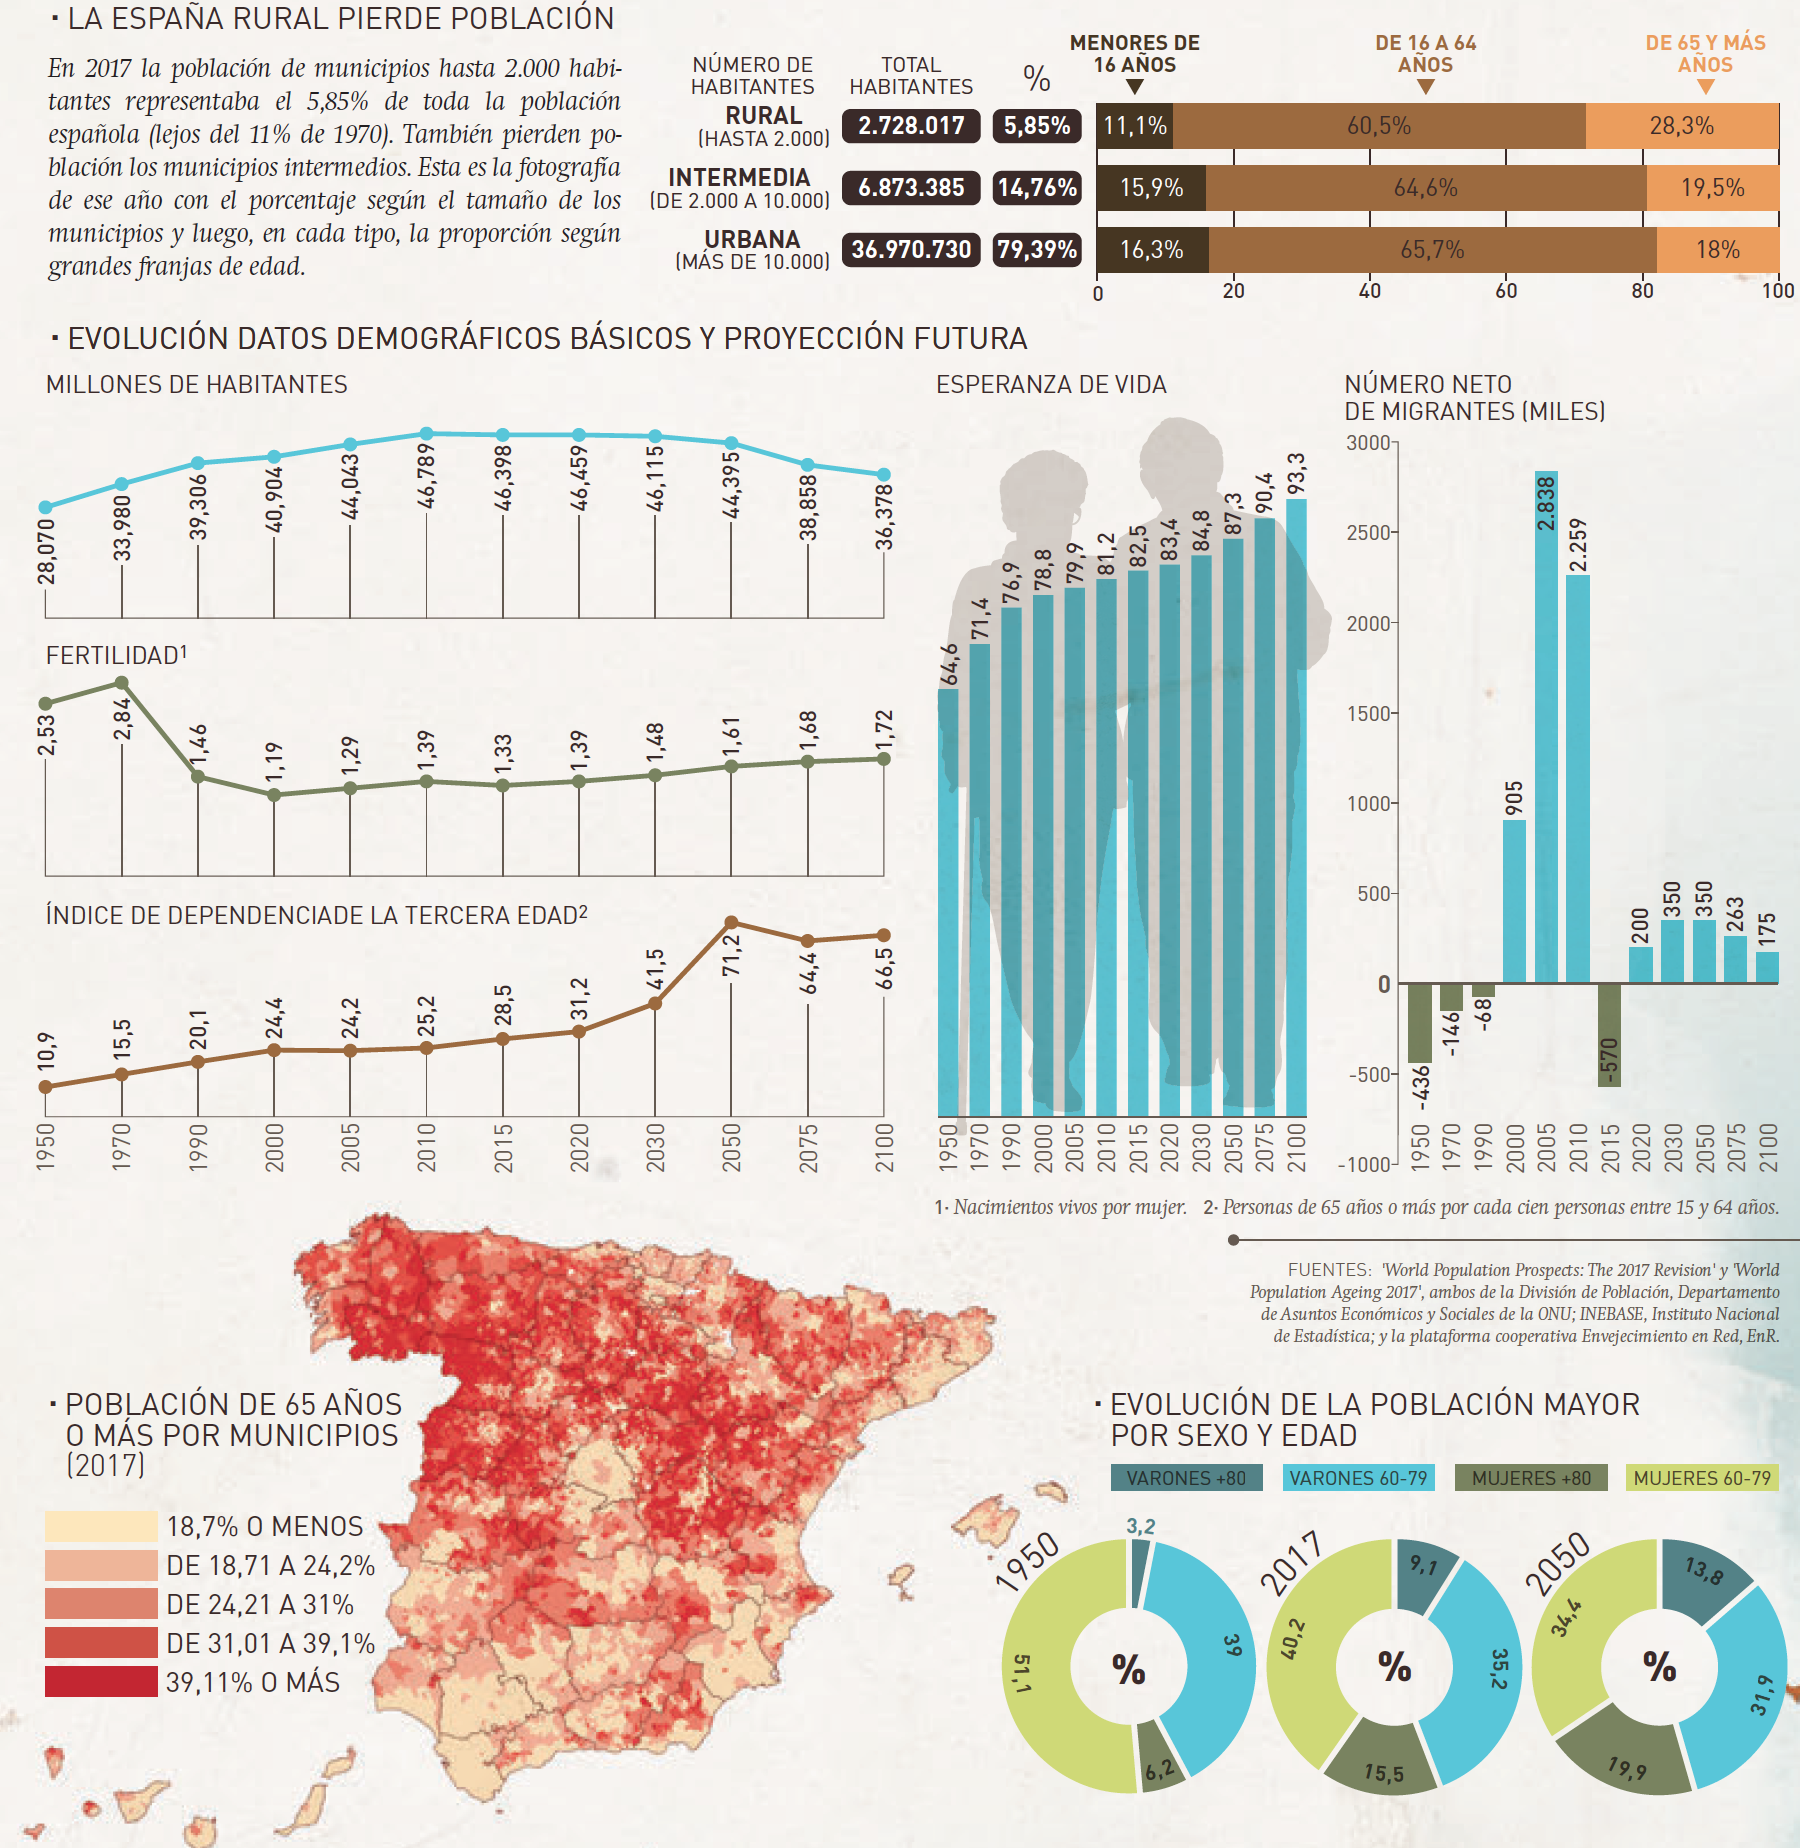 · LA ESPAÑA RURAL PIERDE POBLACIÓN
En 2017 la población de municipios hasta 2.000 habi-
tantes representaba el 5,85% de toda la población
española (lejos del 11% de 1970). También pierden po-
blación los municipios intermedios. Esta es la fotografía
de ese año con el porcentaje según el tamaño de los
municipios y luego, en cada tipo, la proporción según
grandes franjas de edad.
NÚMERO DE
HABITANTES
TOTAL
HABITANTES
%
MENORES DE
16 AÑOS
DE 16 A 64
AÑOS
DE 65 Y MÁS
AÑOS
RURAL
(HASTA 2.000)
2.728.017 5,85% 11,1% 60,5% 28,3%
INTERMEDIA
(DE 2.000 A 10.000)
6.873.385 14,76% 15,9% 64,6% 19,5%
URBANA
(MÁS DE 10.000)
36.970.730 79,39% 16,3% 65,7% 18%
0 20 40 60 80 100
· EVOLUCIÓN DATOS DEMOGRÁFICOS BÁSICOS Y PROYECCIÓN FUTURA
MILLONES DE HABITANTES
28,070 33,980 39,306 40,904 44,043 46,789 46,398 46,459 46,115 44,395 38,858 36,378
FERTILIDAD¹
2,53 2,84 1,46 1,19 1,29 1,39 1,33 1,39 1,48 1,61 1,68 1,72
ÍNDICE DE DEPENDENCIADE LA TERCERA EDAD²
10,9 15,5 20,1 24,4 24,2 25,2 28,5 31,2 41,5 71,2 64,4 66,5
1950 1970 1990 2000 2005 2010 2015 2020 2030 2050 2075 2100
ESPERANZA DE VIDA
64,6 71,4 76,9 78,8 79,9 81,2 82,5 83,4 84,8 87,3 90,4 93,3
1950 1970 1990 2000 2005 2010 2015 2020 2030 2050 2075 2100
NÚMERO NETO
DE MIGRANTES (MILES)
3000
2500
2000
1500
1000
500
0
-500
-1000
-436 -146 -68 905 2.838 2.259 -570 200 350 350 263 175
1950 1970 1990 2000 2005 2010 2015 2020 2030 2050 2075 2100
1· Nacimientos vivos por mujer. 2· Personas de 65 años o más por cada cien personas entre 15 y 64 años.
FUENTES: 'World Population Prospects: The 2017 Revision' y 'World
Population Ageing 2017', ambos de la División de Población, Departamento
de Asuntos Económicos y Sociales de la ONU; INEBASE, Instituto Nacional
de Estadística; y la plataforma cooperativa Envejecimiento en Red, EnR.
· POBLACIÓN DE 65 AÑOS
O MÁS POR MUNICIPIOS
(2017)
18,7% O MENOS
DE 18,71 A 24,2%
DE 24,21 A 31%
DE 31,01 A 39,1%
39,11% O MÁS
· EVOLUCIÓN DE LA POBLACIÓN MAYOR
POR SEXO Y EDAD
VARONES +80 VARONES 60-79 MUJERES +80 MUJERES 60-79
1950
3,2
39
6,2
51,1
%
2017
9,1
35,2
15,5
40,2
%
2050
13,8
31,9
19,9
34,4
%